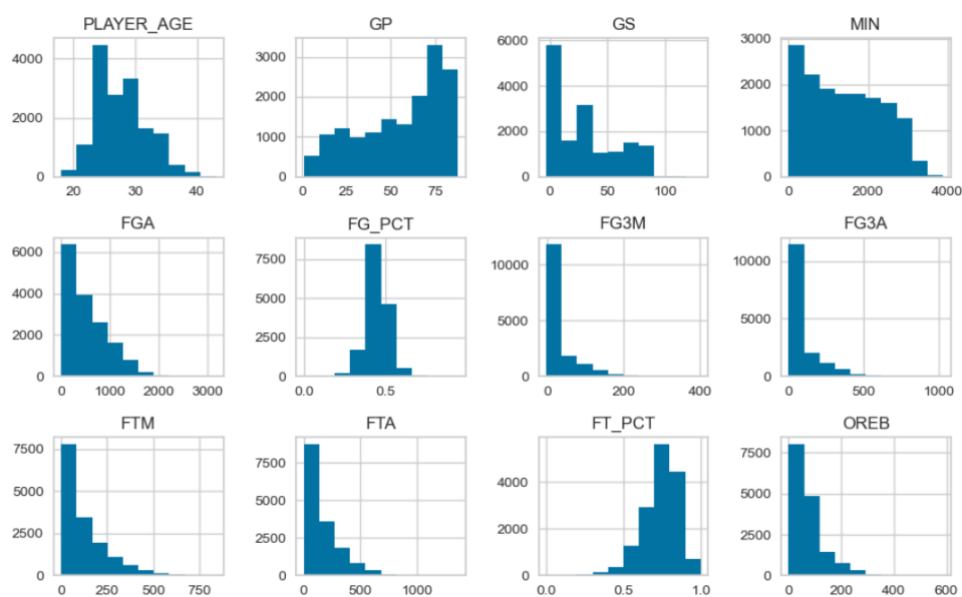 PLAYER_AGE GP GS MIN
4000 3000 6000 3000
2000 2000 4000 2000
1000 2000 1000
0 0 0 0
20 30 40 0 25 50 75 0 50 100 0 2000 4000
FGA FG_PCT FG3M FG3A
6000 7500 10000 10000
4000 5000 5000 5000
2000 2500
0 0 0 0
0 1000 2000 3000 0.0 0.5 0 200 400 0 500 1000
FTM FTA FT_PCT OREB
7500 7500 4000 7500
5000 5000 2000 5000
2500 2500 2500
0 0 0 0
0 250 500 750 0 500 1000 0.0 0.5 1.0 0 200 400 600